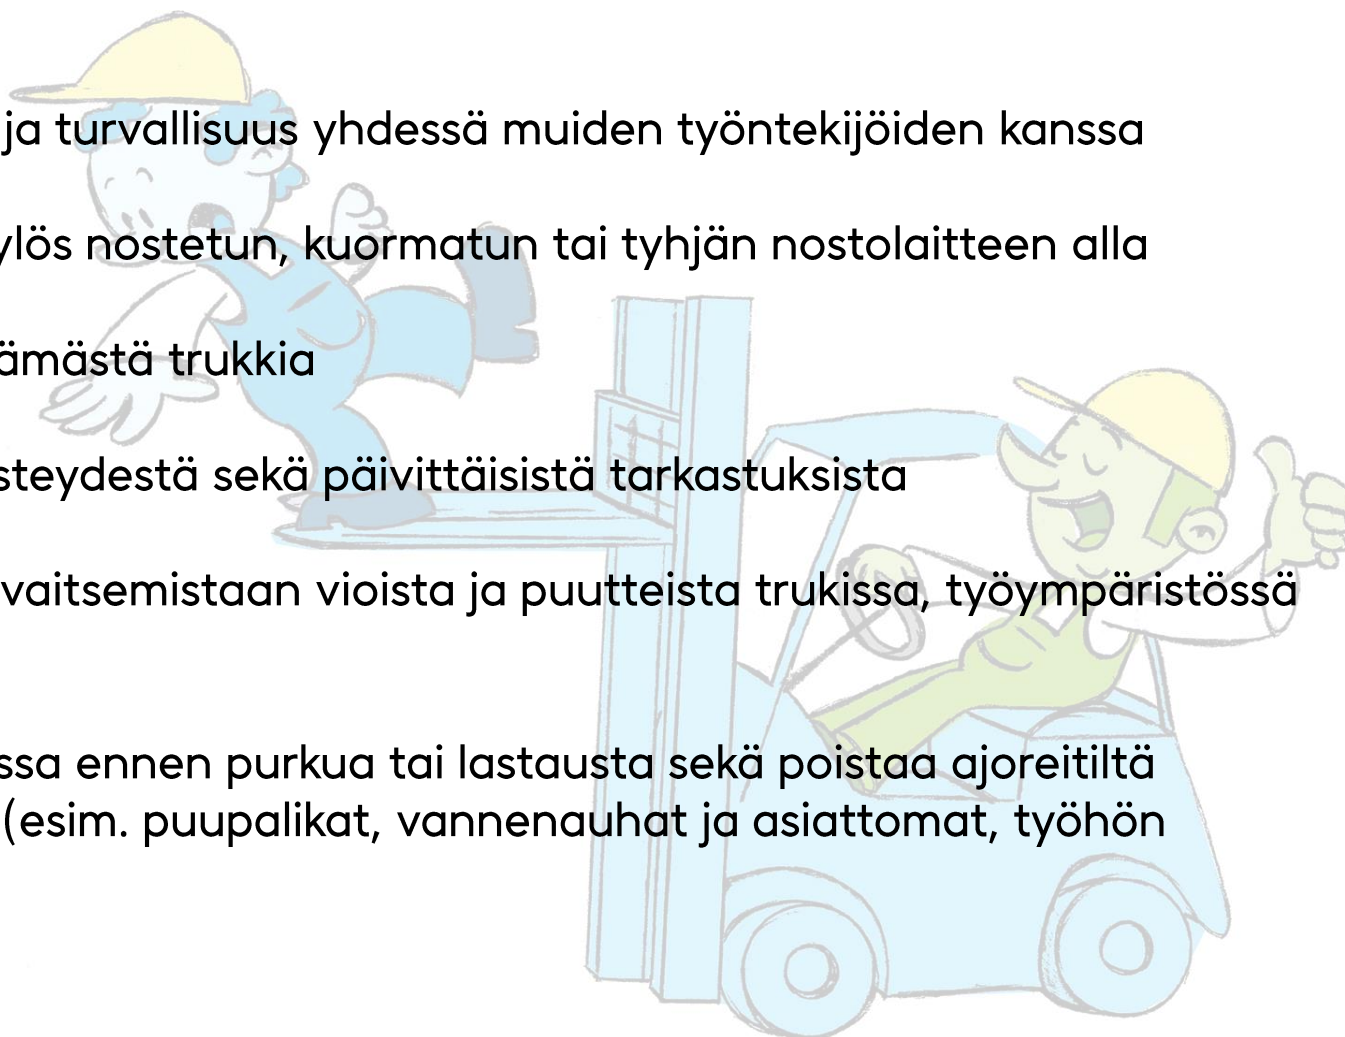 ja turvallisuus yhdessä muiden työntekijöiden kanssa
ylös nostetun, kuormatun tai tyhjän nostolaitteen alla
ämästä trukkia
steydestä sekä päivittäisistä tarkastuksista
vaitsemistaan vioista ja puutteista trukissa, työympäristössä
ssa ennen purkua tai lastausta sekä poistaa ajoreitiltä
(esim. puupalikat, vannenauhat ja asiattomat, työhön